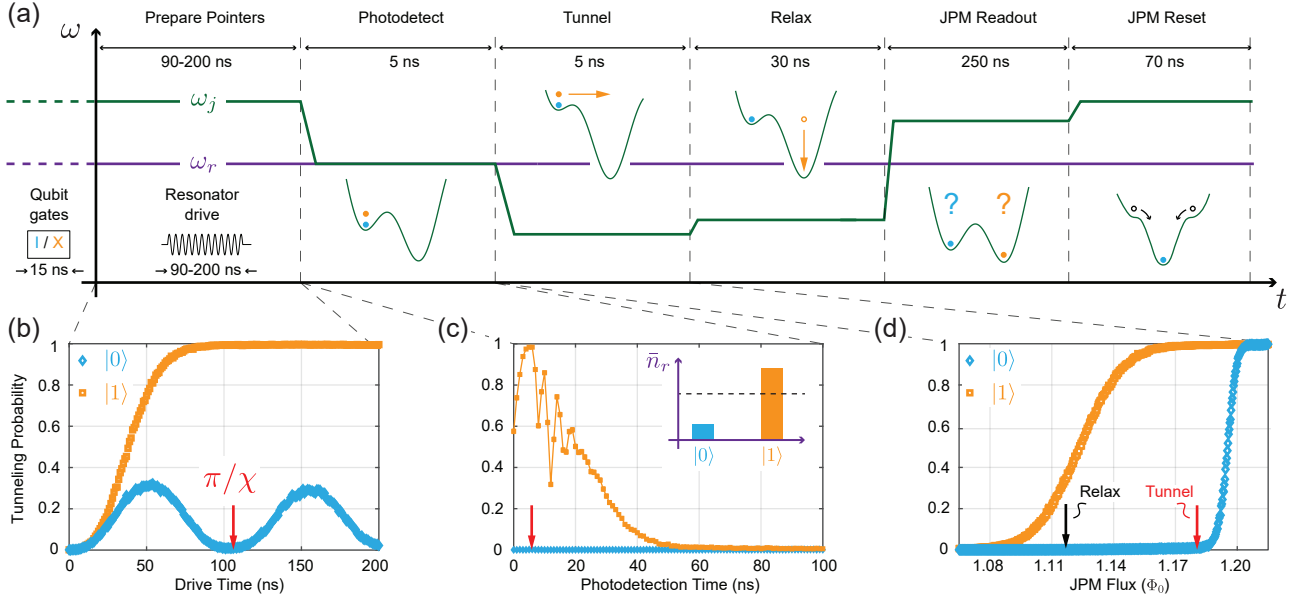 (a)
Prepare Pointers Photodetect Tunnel Relax JPM Readout JPM Reset
ω
90-200 ns 5 ns 5 ns 30 ns 250 ns 70 ns
ω_j
ω_r
Qubit gates
I / X
15 ns
Resonator drive
90-200 ns
? ?
t
(b)
|0⟩
|1⟩
π/χ
Tunneling Probability
1
0.8
0.6
0.4
0.2
0
0 50 100 150 200
Drive Time (ns)
(c)
n̄_r
|0⟩ |1⟩
1
0.8
0.6
0.4
0.2
0
0 20 40 60 80 100
Photodetection Time (ns)
(d)
|0⟩
|1⟩
Relax
Tunnel
1
0.8
0.6
0.4
0.2
0
1.08 1.11 1.14 1.17 1.20
JPM Flux (Φ₀)